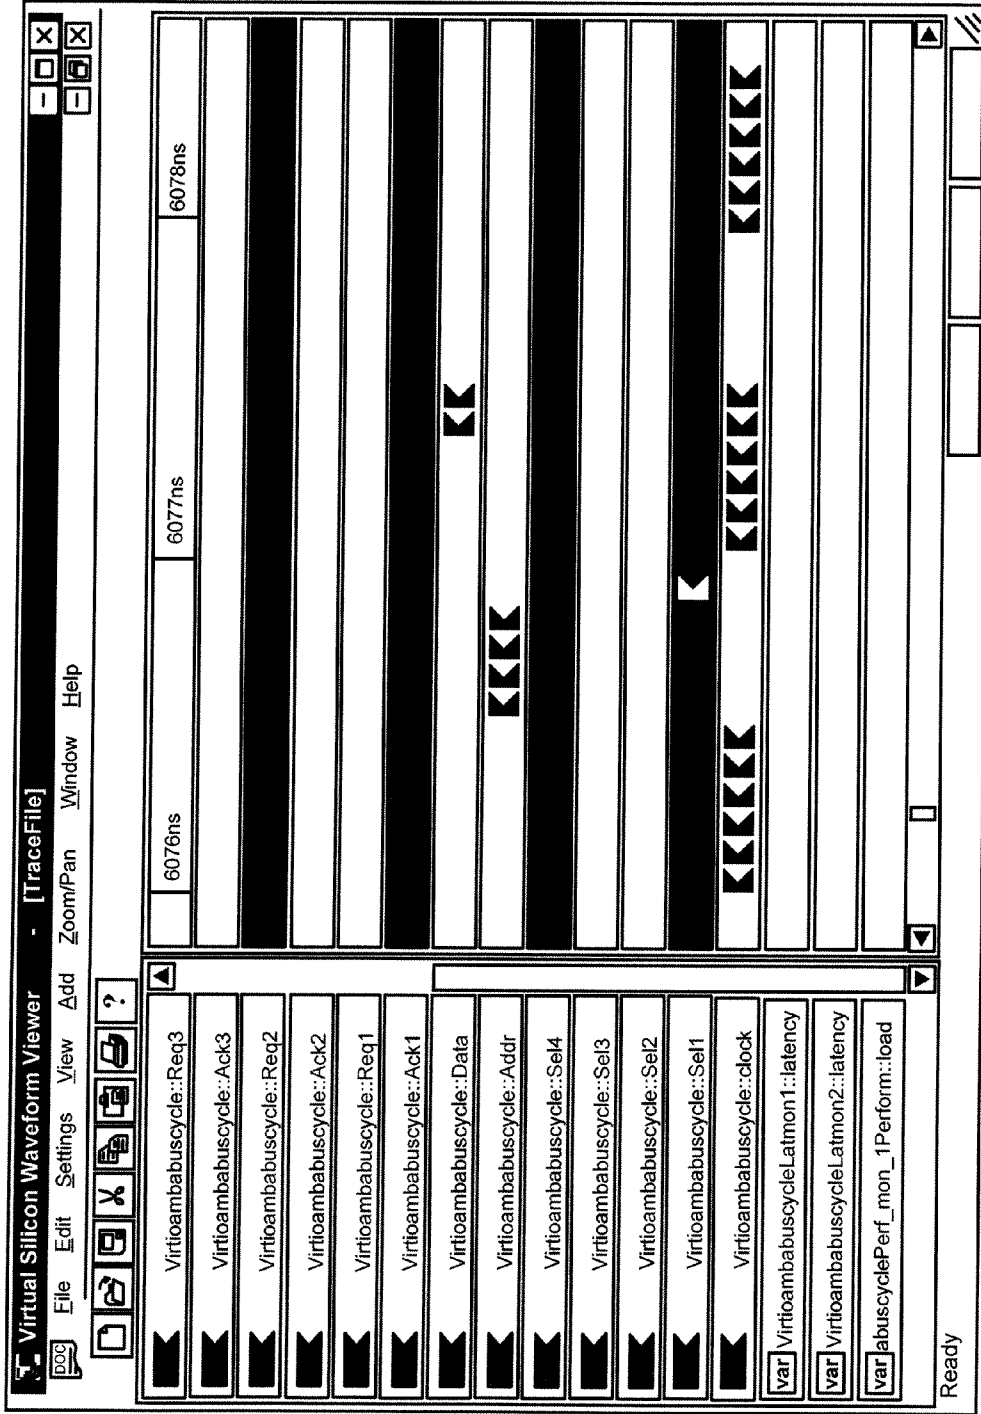 Virtual Silicon Waveform Viewer - [TraceFile]
DOC File Edit Settings View Add Zoom/Pan Window Help
?
6076ns 6077ns 6078ns
Virtioambabuscycle::Req3
Virtioambabuscycle::Ack3
Virtioambabuscycle::Req2
Virtioambabuscycle::Ack2
Virtioambabuscycle::Req1
Virtioambabuscycle::Ack1
Virtioambabuscycle::Data
Virtioambabuscycle::Addr
Virtioambabuscycle::Sel4
Virtioambabuscycle::Sel3
Virtioambabuscycle::Sel2
Virtioambabuscycle::Sel1
Virtioambabuscycle::clock
var VirtioambabuscycleLatmon1::latency
var VirtioambabuscycleLatmon2::latency
var abuscyclePerf_mon_1Perform::load
Ready